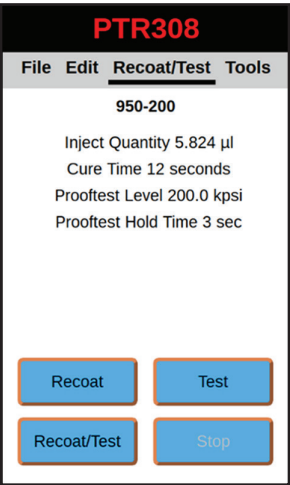 PTR308
File Edit Recoat/Test Tools
950-200
Inject Quantity 5.824 µl
Cure Time 12 seconds
Prooftest Level 200.0 kpsi
Prooftest Hold Time 3 sec
Recoat Test
Recoat/Test Stop